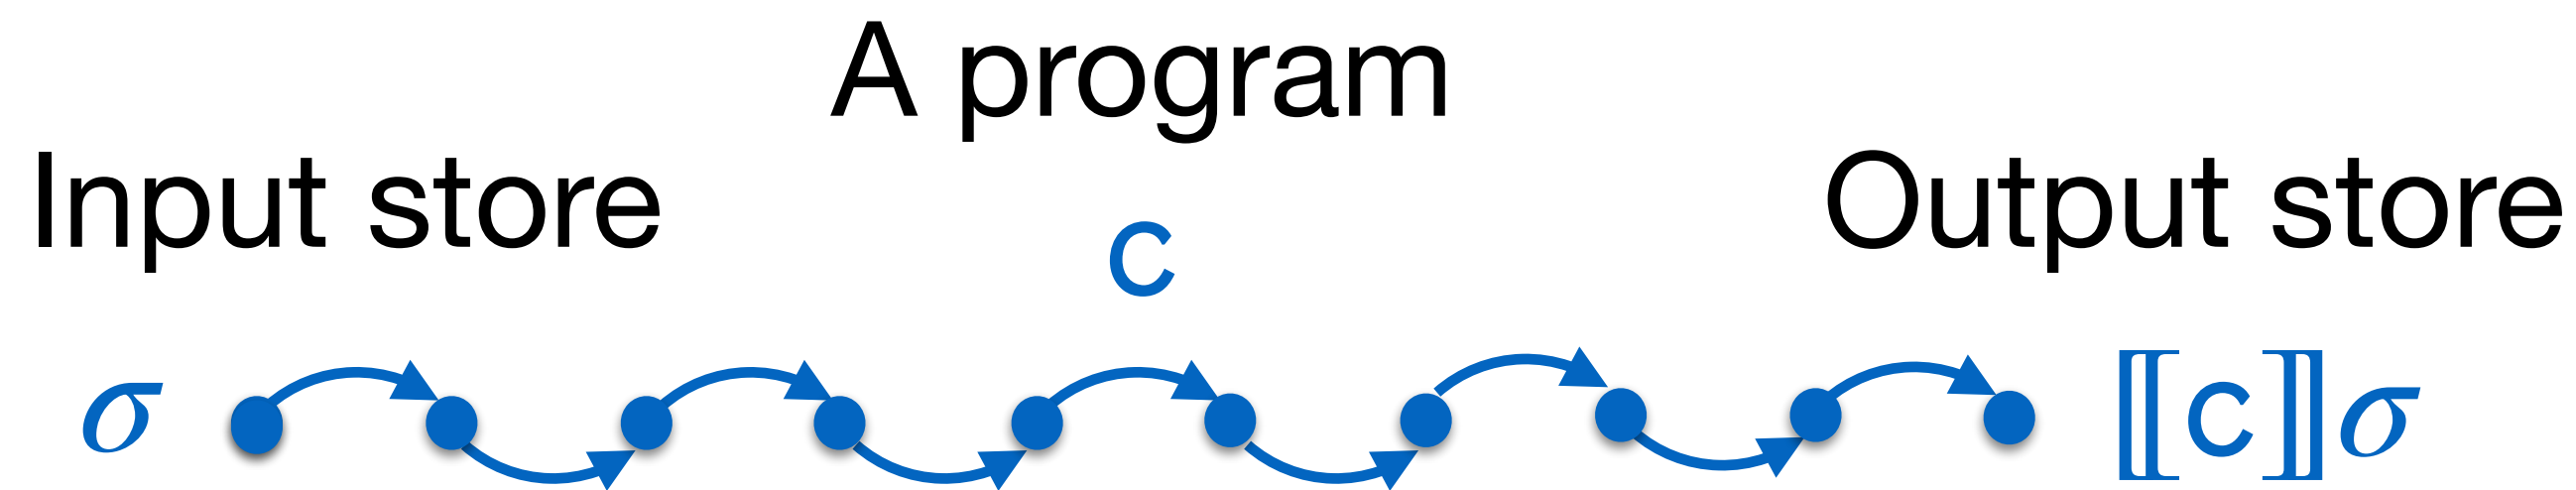 A program
Input store
Output store
c
σ
⟦c⟧σ